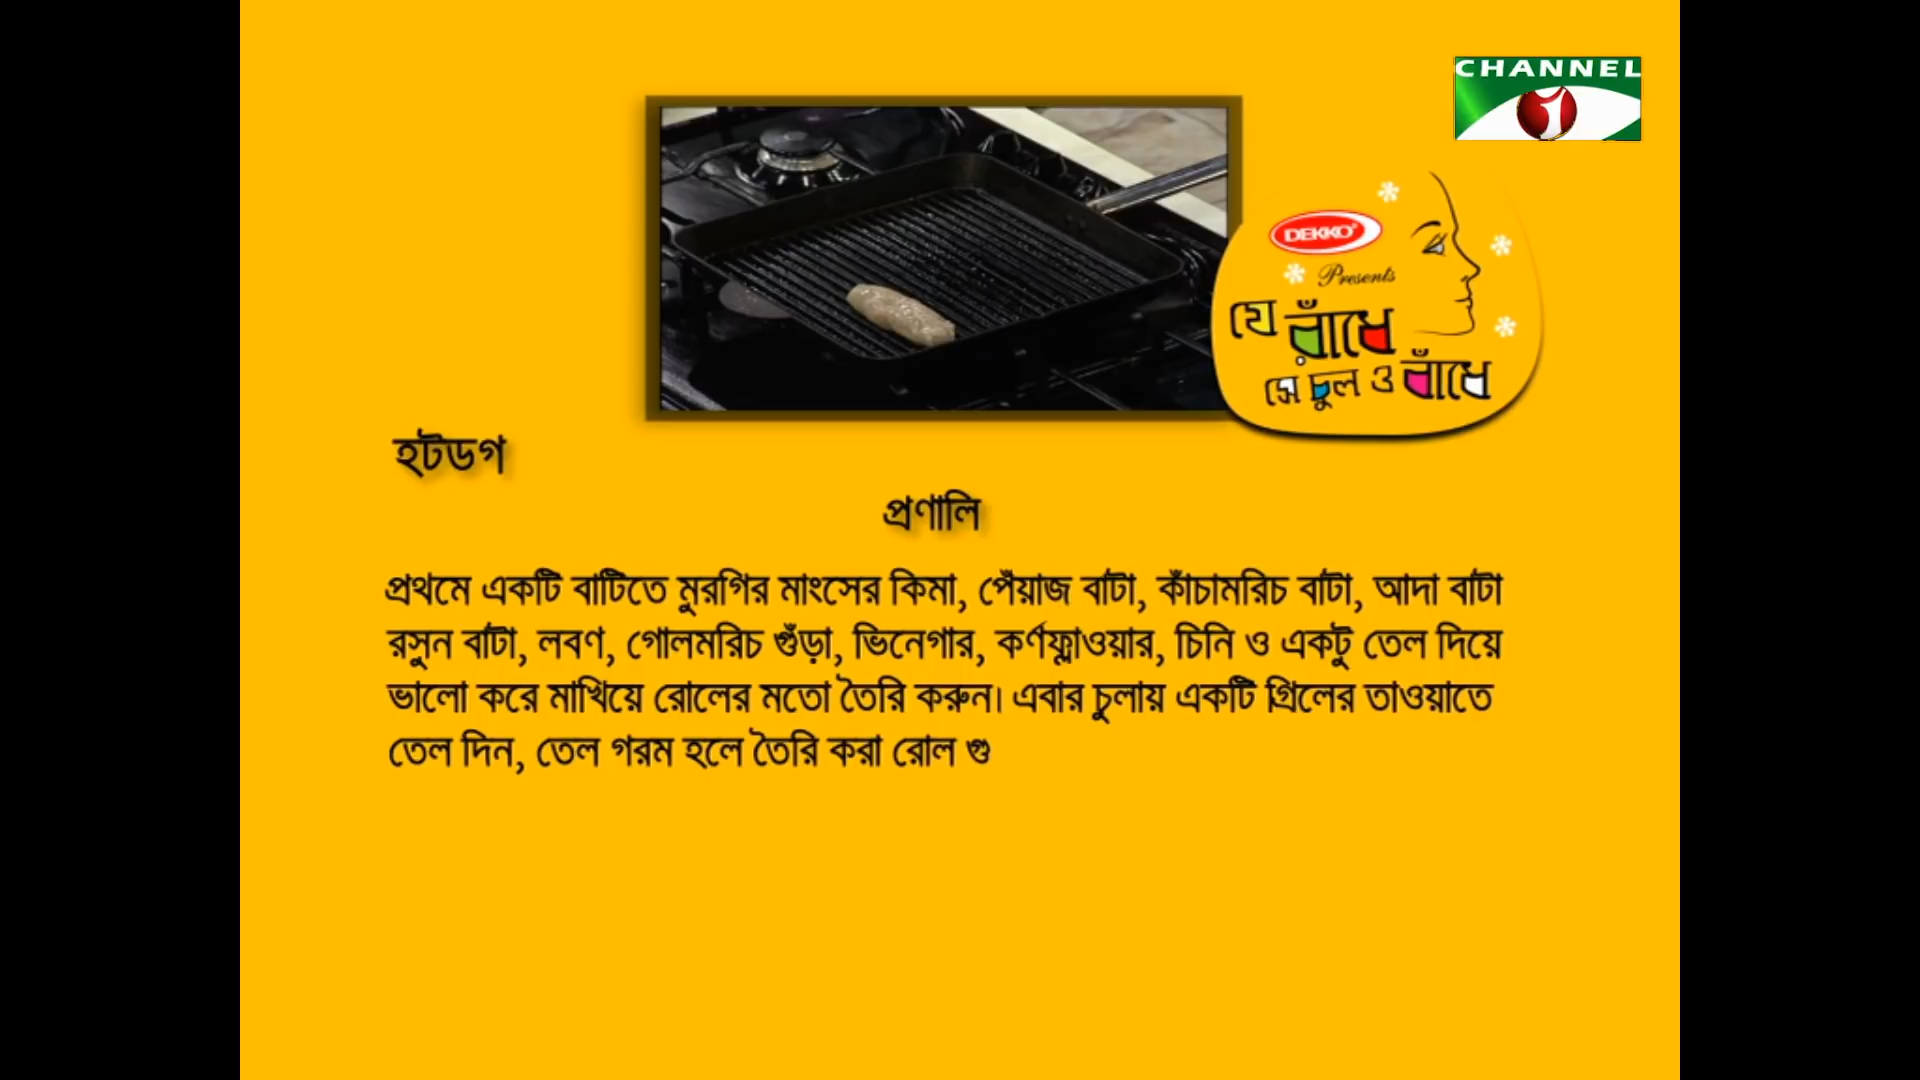 CHANNEL
DEKKO
Presents
যে রাঁধে
সে চুল ও বাঁধে
হটডগ
প্রণালি
প্রথমে একটি বাটিতে মুরগির মাংসের কিমা, পেঁয়াজ বাটা, কাঁচামরিচ বাটা, আদা বাটা
রসুন বাটা, লবণ, গোলমরিচ গুঁড়া, ভিনেগার, কর্ণফ্লাওয়ার, চিনি ও একটু তেল দিয়ে
ভালো করে মাখিয়ে রোলের মতো তৈরি করুন। এবার চুলায় একটি গ্রিলের তাওয়াতে
তেল দিন, তেল গরম হলে তৈরি করা রোল গু